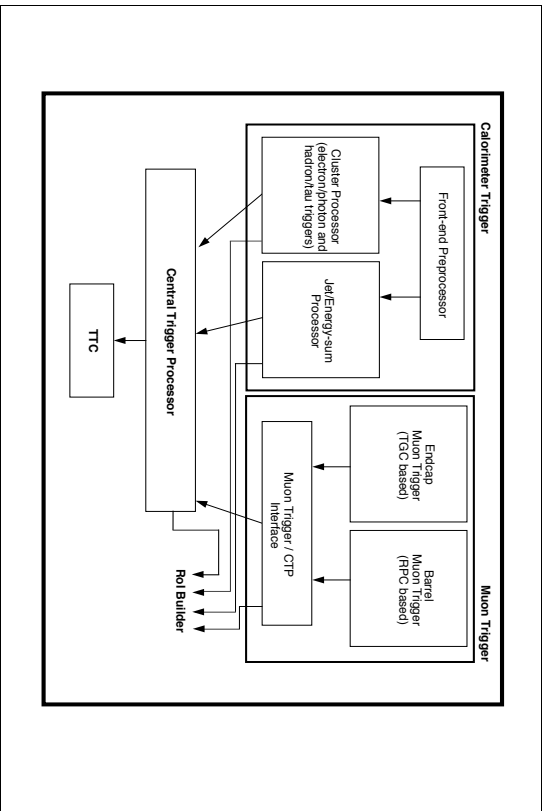 Calorimeter Trigger
Muon Trigger
Front-end Preprocessor
Cluster Processor
(electron/photon and
hadron/tau triggers)
Jet/Energy-sum
Processor
Endcap
Muon Trigger
(TGC based)
Barrel
Muon Trigger
(RPC based)
Muon Trigger / CTP
Interface
Central Trigger Processor
RoI Builder
TTC